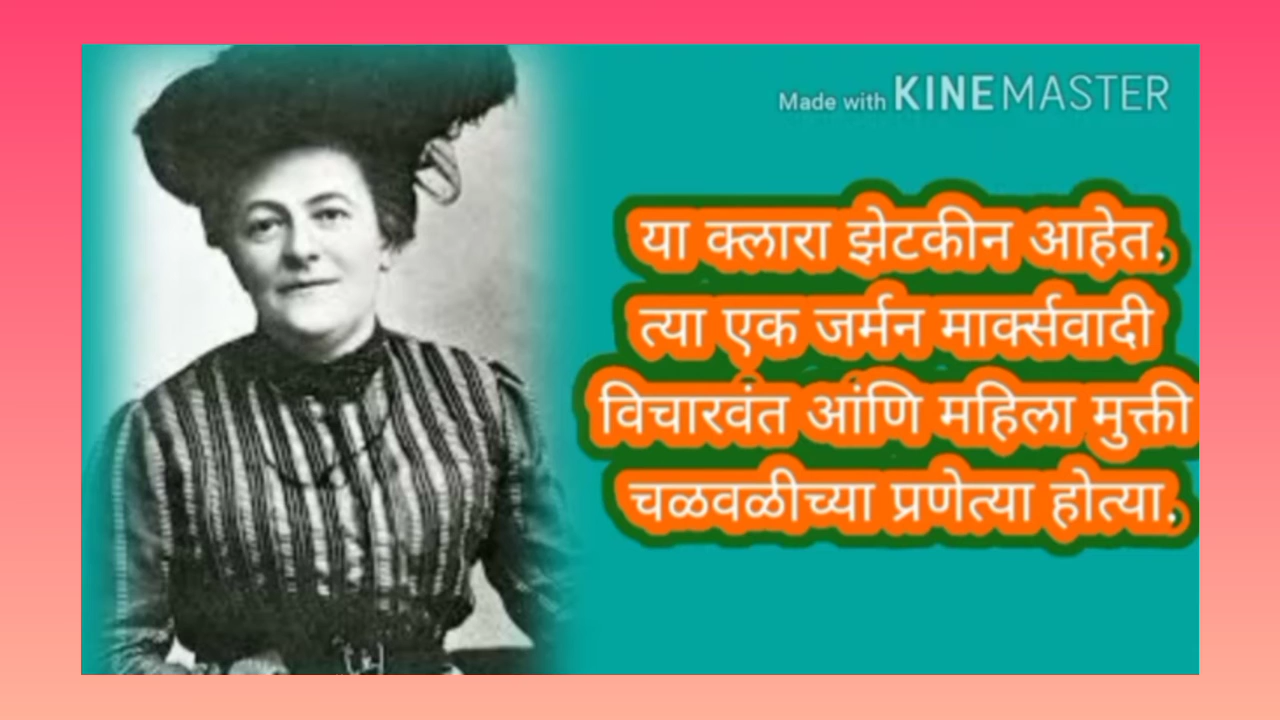 Made with KINEMASTER
या क्लारा झेटकीन आहेत.
त्या एक जर्मन मार्क्सवादी
विचारवंत आंणि महिला मुक्ती
चळवळीच्या प्रणेत्या होत्या.